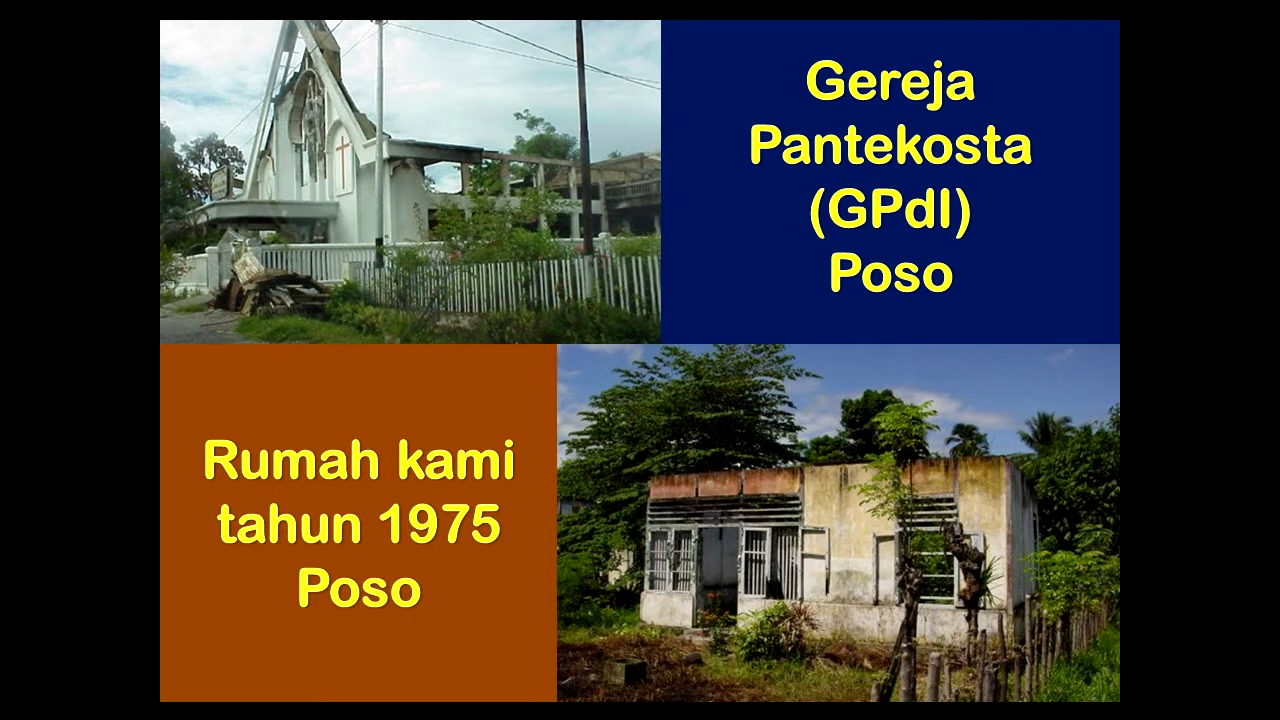 Gereja
Pantekosta
(GPdI)
Poso
Rumah kami
tahun 1975
Poso